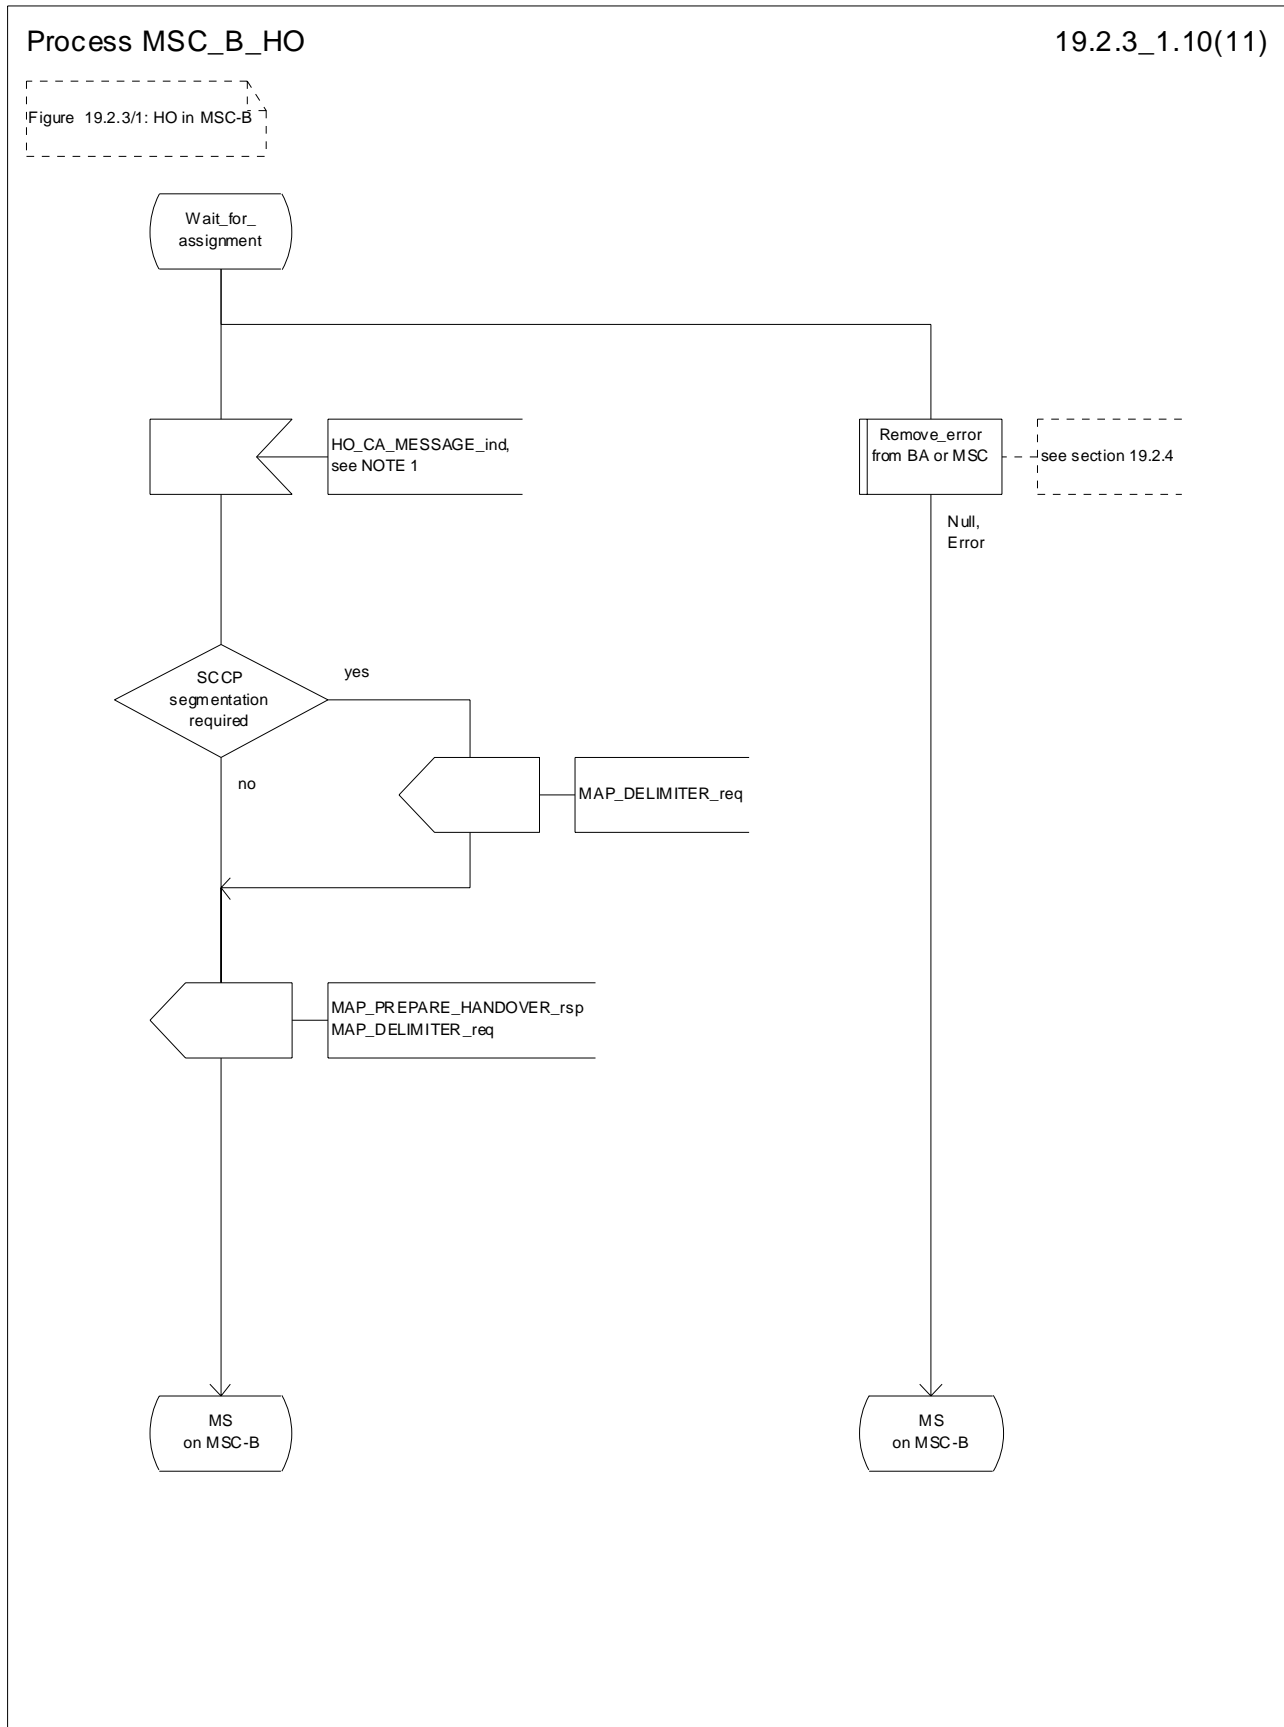 Process MSC_B_HO
19.2.3_1.10(11)
Figure 19.2.3/1: HO in MSC-B
Wait_for_
assignment
HO_CA_MESSAGE_ind,
see NOTE 1
Remove_error
from BA or MSC
see section 19.2.4
Null,
Error
SCCP
segmentation
required
yes
no
MAP_DELIMITER_req
MAP_PREPARE_HANDOVER_rsp
MAP_DELIMITER_req
MS
on MSC-B
MS
on MSC-B